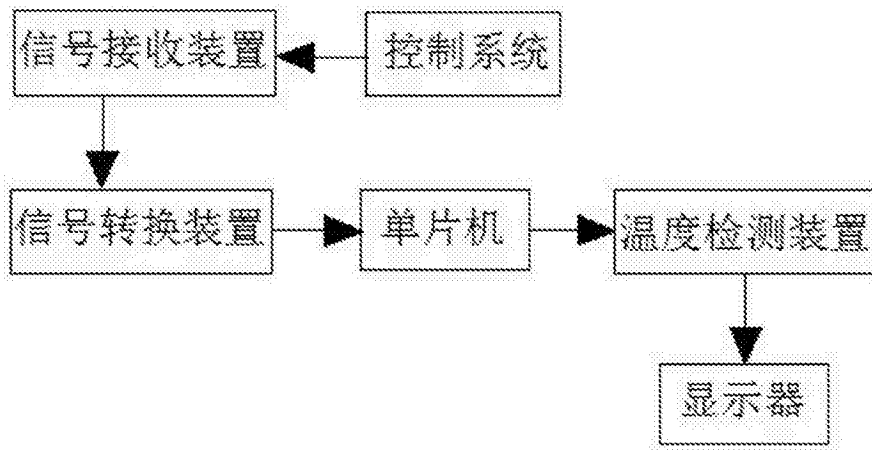 信号接收装置
控制系统
信号转换装置
单片机
温度检测装置
显示器